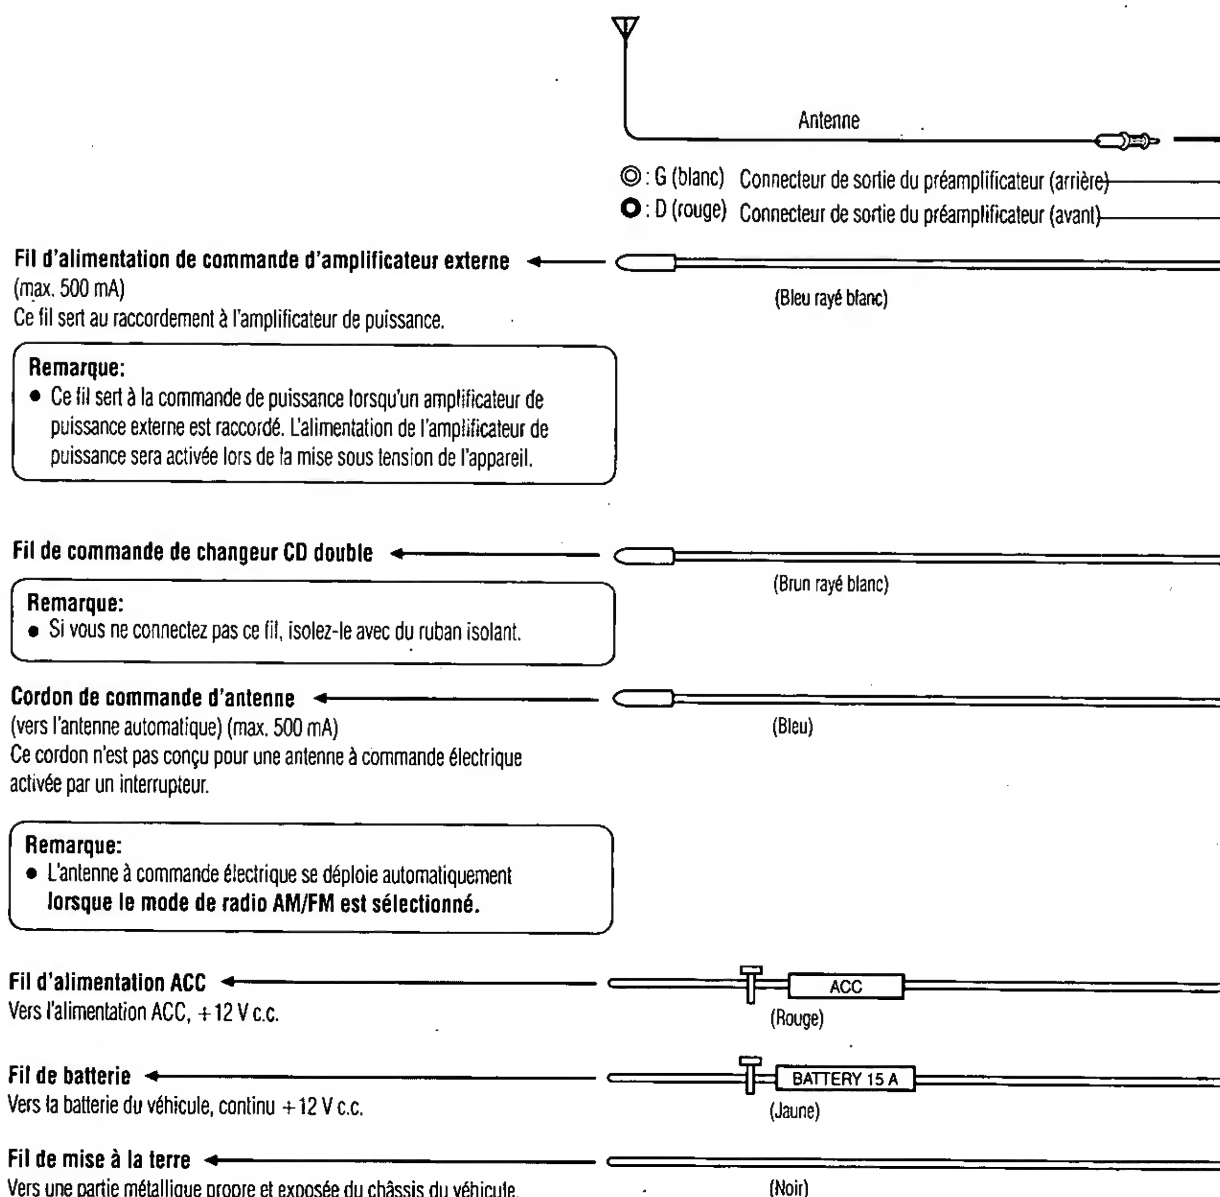 Antenne
◎ : G (blanc) Connecteur de sortie du préamplificateur (arrière)
O : D (rouge) Connecteur de sortie du préamplificateur (avant)
Fil d'alimentation de commande d'amplificateur externe
(max. 500 mA)
(Bleu rayé blanc)
Ce fil sert au raccordement à l'amplificateur de puissance.
Remarque:
● Ce fil sert à la commande de puissance lorsqu'un amplificateur de
puissance externe est raccordé. L'alimentation de l'amplificateur de
puissance sera activée lors de la mise sous tension de l'appareil.
Fil de commande de changeur CD double
(Brun rayé blanc)
Remarque:
● Si vous ne connectez pas ce fil, isolez-le avec du ruban isolant.
Cordon de commande d'antenne
(vers l'antenne automatique) (max. 500 mA)
(Bleu)
Ce cordon n'est pas conçu pour une antenne à commande électrique
activée par un interrupteur.
Remarque:
● L'antenne à commande électrique se déploie automatiquement
lorsque le mode de radio AM/FM est sélectionné.
Fil d'alimentation ACC
ACC
Vers l'alimentation ACC, +12 V c.c.
(Rouge)
Fil de batterie
BATTERY 15 A
Vers la batterie du véhicule, continu +12 V c.c.
(Jaune)
Fil de mise à la terre
Vers une partie métallique propre et exposée du châssis du véhicule.
(Noir)